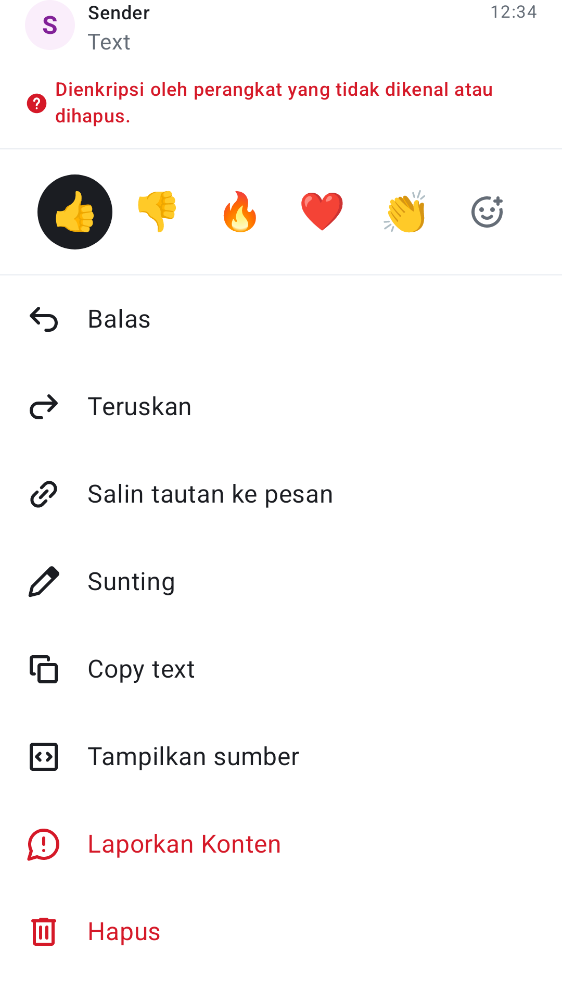 S
Sender
12:34
Text
Dienkripsi oleh perangkat yang tidak dikenal atau
dihapus.
Balas
Teruskan
Salin tautan ke pesan
Sunting
Copy text
Tampilkan sumber
Laporkan Konten
Hapus